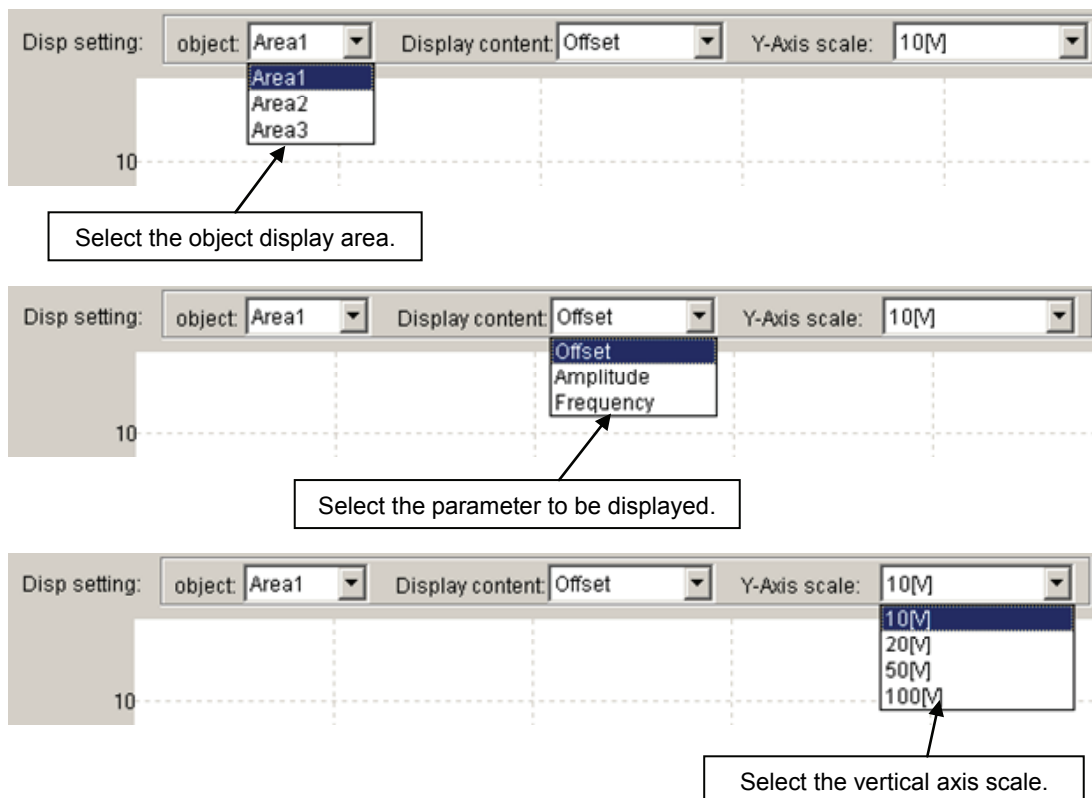 Disp setting: object: Area1 Display content: Offset Y-Axis scale: 10[V]
Area1
Area2
Area3
10
Select the object display area.
Disp setting: object: Area1 Display content: Offset Y-Axis scale: 10[V]
Offset
Amplitude
Frequency
10
Select the parameter to be displayed.
Disp setting: object: Area1 Display content: Offset Y-Axis scale: 10[V]
10[V]
20[V]
50[V]
100[V]
10
Select the vertical axis scale.